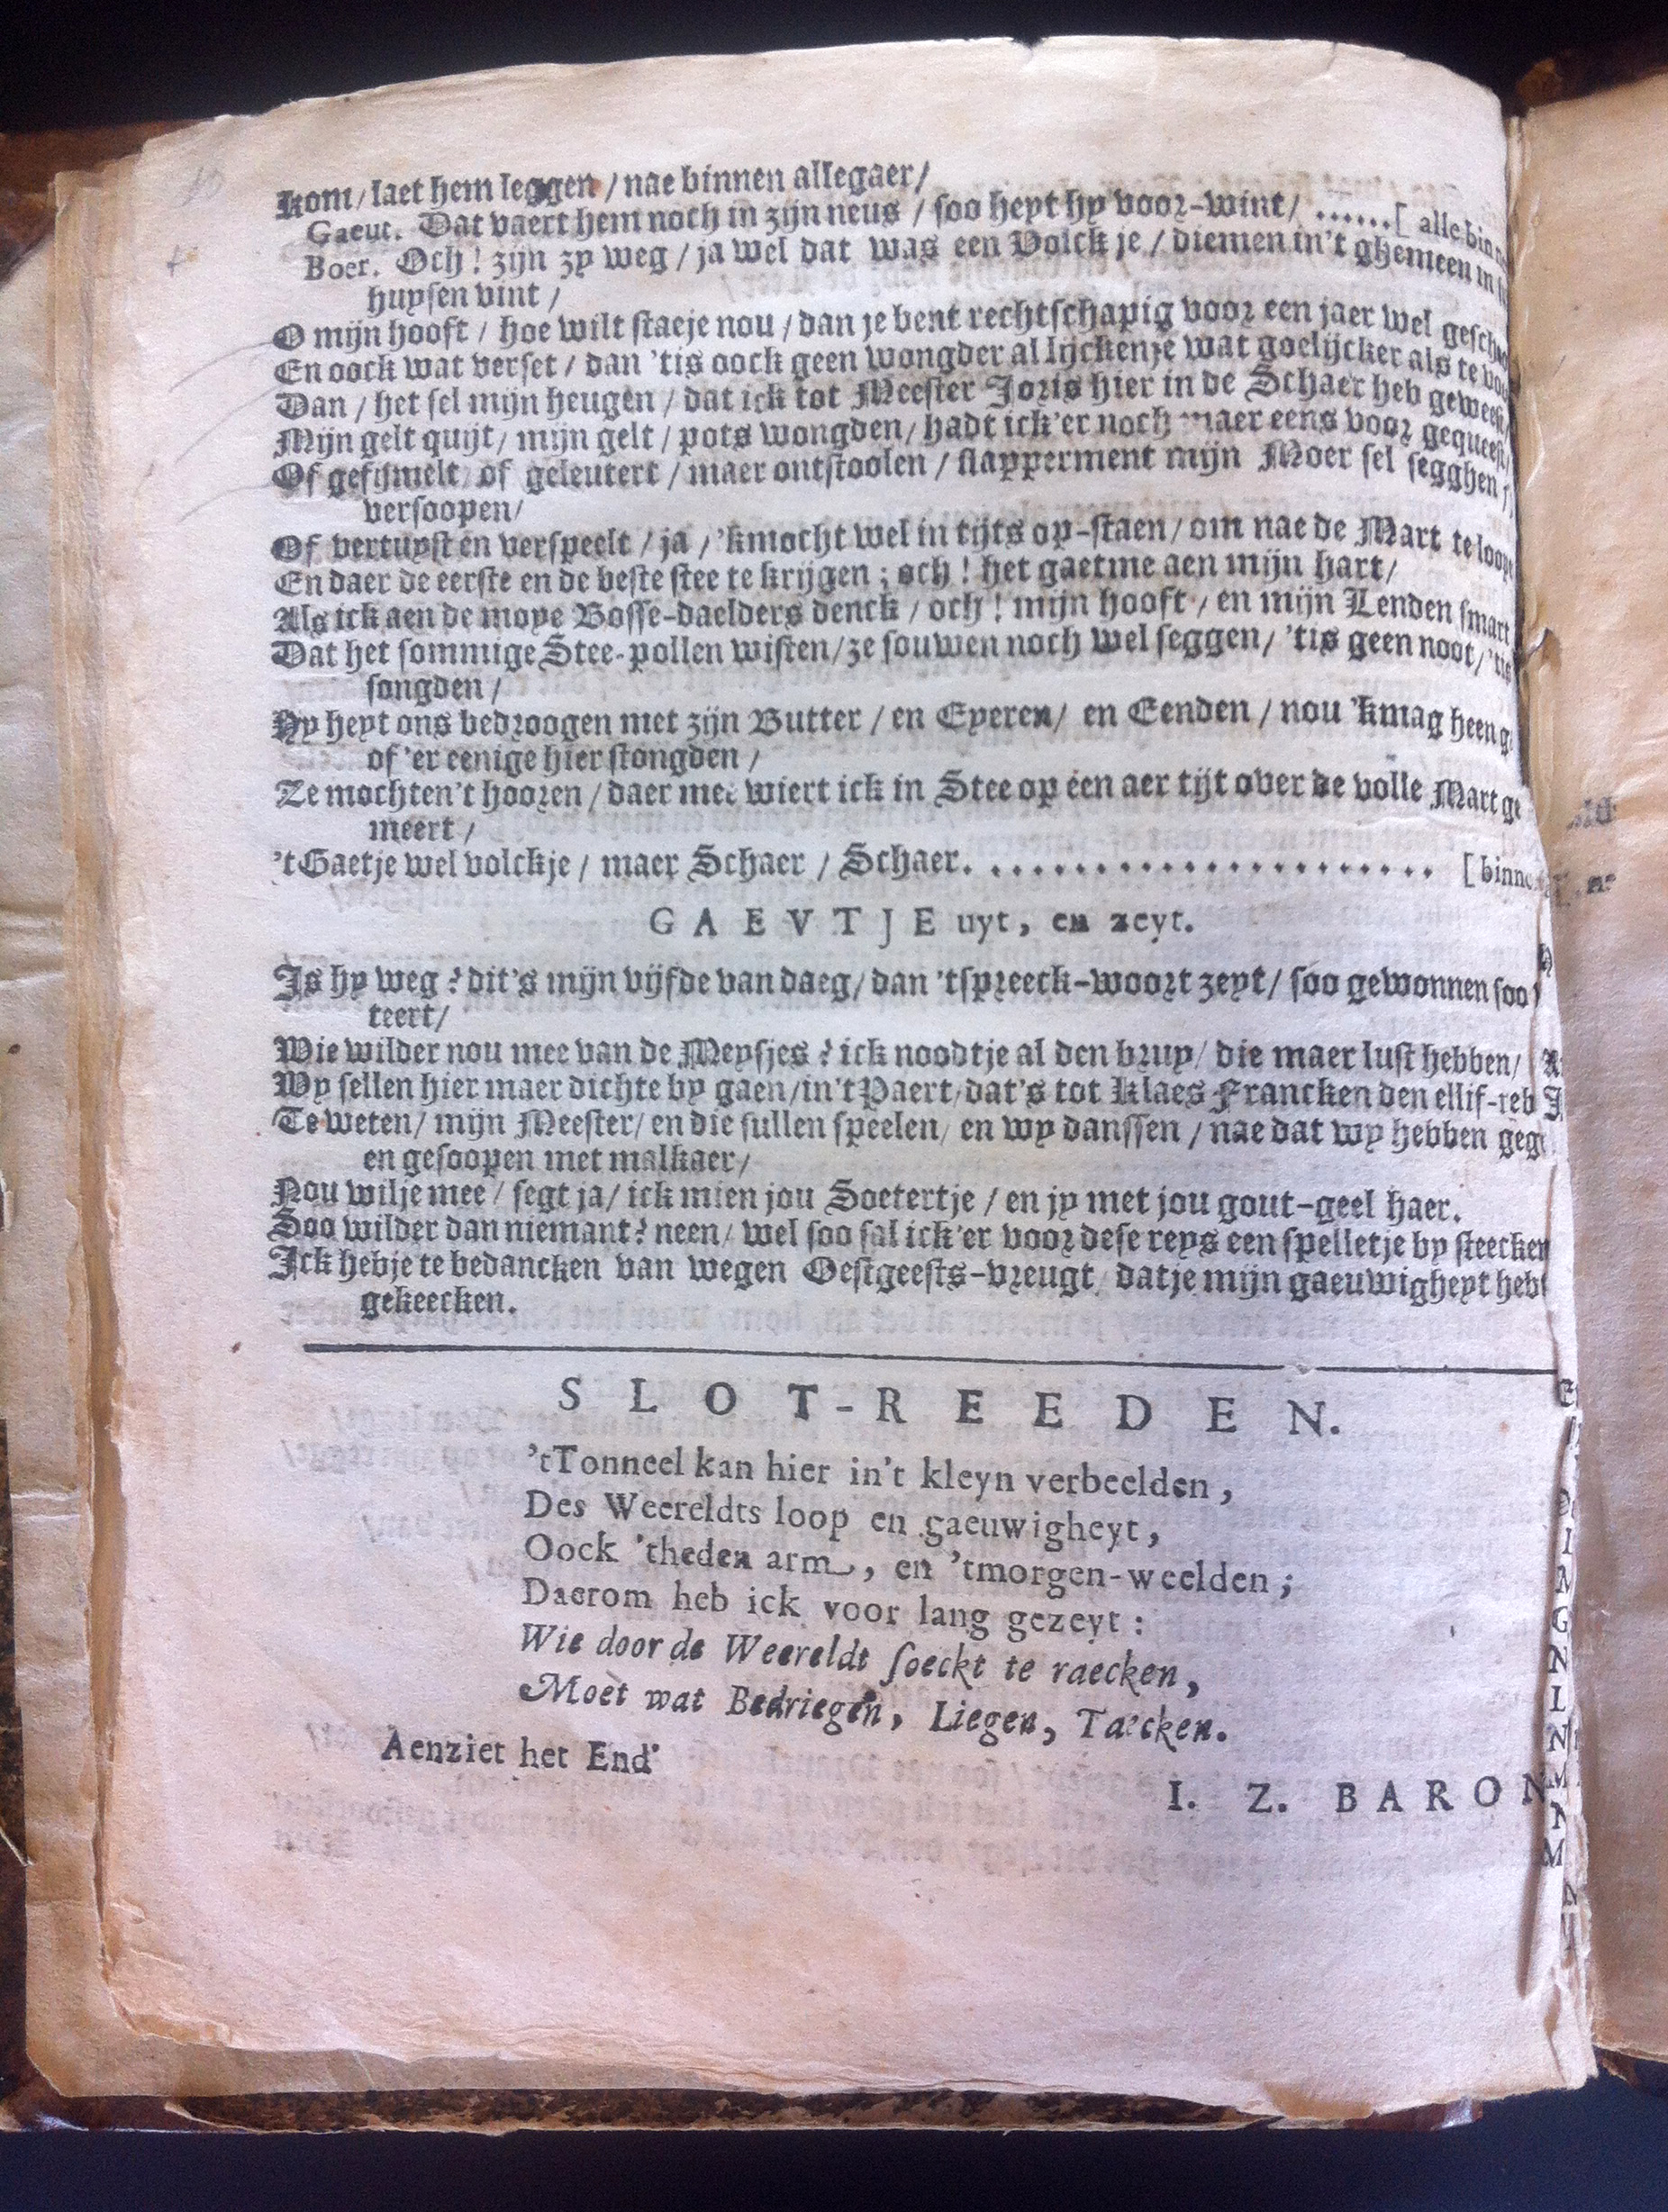 Kom / laet hem leggen / nae binnen allegaer /
Gaeut. Dat vaert hem noch in zijn neus / soo heyt hy voor-wint / ......[ alle bin
Boer. Och! zijn zy weg / ja wel dat was een Volck je / diemen in't ghemeen in
huysen vint /
O mijn hooft / hoe wilt staeje nou / dan je bent rechtschapig voor een jaer wel
En oock wat verset / dan 'tis oock geen wongder al lijckenze wat goelijcker als te
Dan / het sel mijn heugen / dat ick tot Meester Joris hier in de Schaer heb geweest
Mijn gelt quijt / mijn gelt / pots wongden / hadt ick'er noch maer eens voor gequeest /
Of gefijmelt / of geleutert / maer ontstoolen / slapperment mijn Moer sel segghen /
versoopen /
Of vertuyst en verspeelt / ja / 'kmocht wel in tijts op-staen / om nae de Mart te loope
En daer de eerste en de beste stee te krijgen ; och ! het gaetme aen mijn hart /
Als ick aen de moye Bosse-daelders denck / och ! mijn hooft / en mijn Lenden smart
Dat het sommige Stee-pollen wisten / ze souwen noch wel seggen / 'tis geen noot / 'tis
songden /
Hy heyt ons bedroogen met zijn Butter / en Eyeren / en Eenden / nou 'kmag heen
of 'er eenige hier stongden /
Ze mochten't hooren / daer mee wiert ick in Stee op een aer tijt over de volle Mart ge
meert /
't Gaetje wel volckje / maer Schaer / Schaer. ...................... [ binne
GAEVTJE uyt, en zeyt.
Is hy weg ? dit's mijn vijfde van daeg / dan 'tspreeck-woort zeyt / soo gewonnen soo
teert /
Wie wilder nou mee van de Meysjes ? ick noodtje al den bruy / die maer lust hebben /
Wy sellen hier maer dichte by gaen / in't Paert / dat's tot Klaes Francken den ellif-reb
Te weten / mijn Meester / en die sullen speelen / en wy danssen / nae dat wy hebben
en gesoopen met malkaer /
Nou wilje mee / segt ja / ick mien jou Soetertje / en jy met jou gout-geel haer.
Soo wilder dan niemant ? neen / wel soo sal ick'er voor dese reys een spelletje by steecken
Ick hebje te bedancken van wegen Oestgeests-vreugt / datje mijn gaeuwigheyt hebt
gekeecken.
SLOT-REEDEN.
'tTonneel kan hier in't kleyn verbeelden,
Des Weereldts loop en gaeuwigheyt,
Oock 'theden arm, en 'tmorgen-weelden;
Daerom heb ick voor lang gezeyt:
Wie door de Weereldt soeckt te raecken,
Moet wat Bedriegen, Liegen, Taecken.
Aenziet het End'
I. Z. BARON